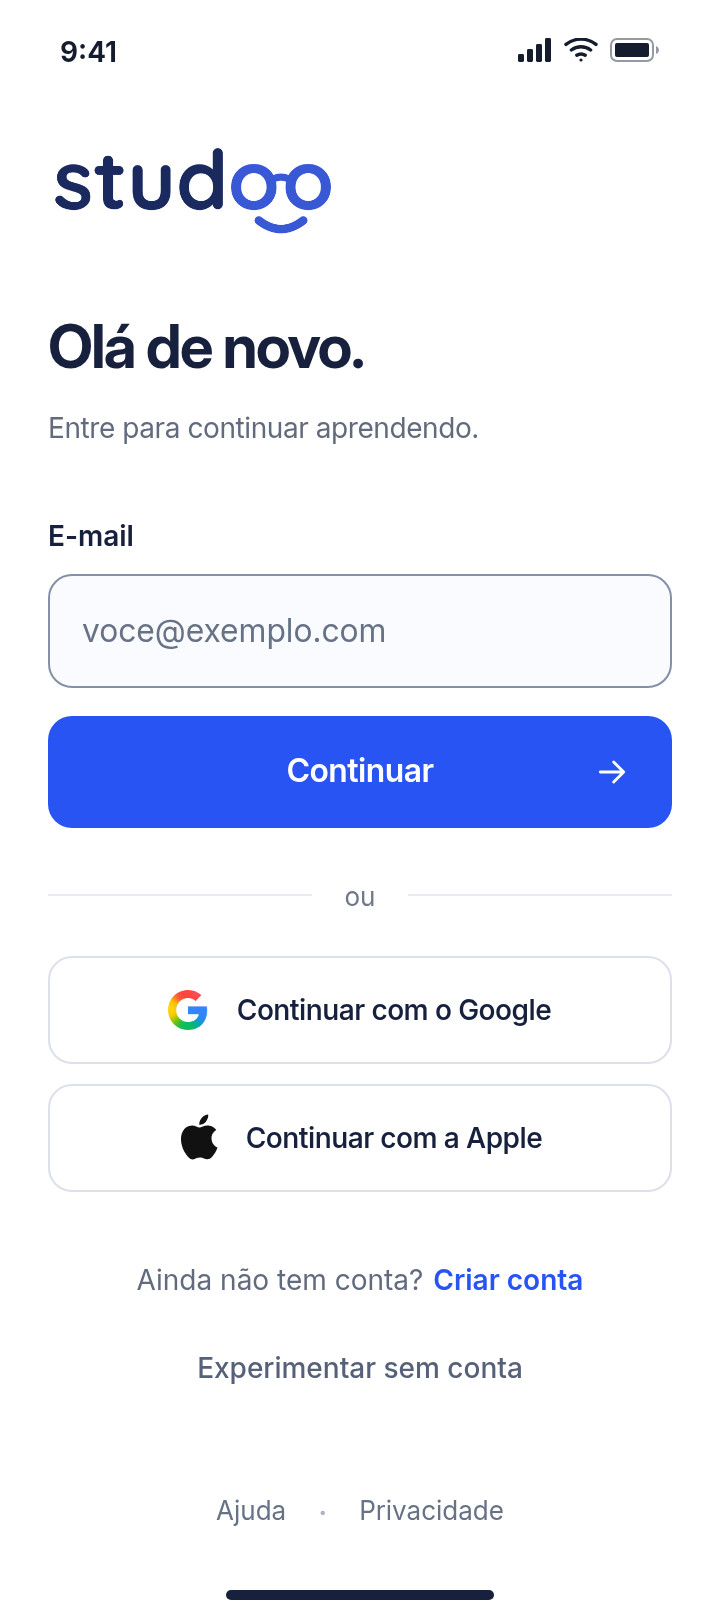 9:41
studoo
Olá de novo.
Entre para continuar aprendendo.
E-mail
voce@exemplo.com
Continuar
ou
Continuar com o Google
Continuar com a Apple
Ainda não tem conta? Criar conta
Experimentar sem conta
Ajuda · Privacidade